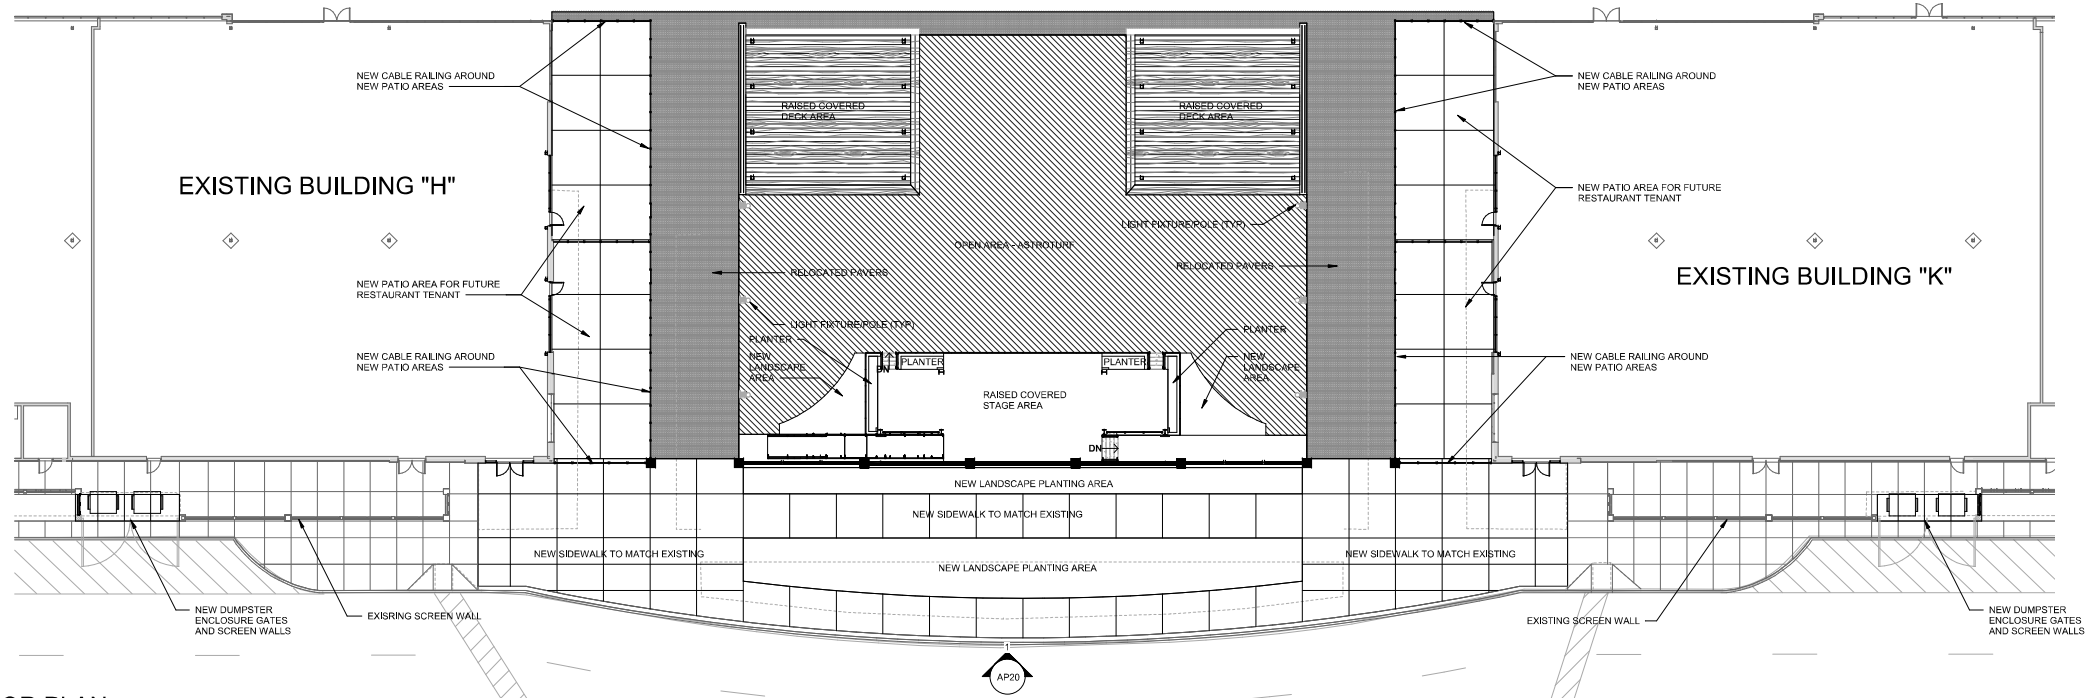 NEW CABLE RAILING AROUND
NEW PATIO AREAS
RAISED COVERED
DECK AREA
RAISED COVERED
DECK AREA
NEW CABLE RAILING AROUND
NEW PATIO AREAS
EXISTING BUILDING "H"
NEW PATIO AREA FOR FUTURE
RESTAURANT TENANT
LIGHT FIXTURE/POLE (TYP)
OPEN AREA - ASTROTURF
RELOCATED PAVERS
RELOCATED PAVERS
EXISTING BUILDING "K"
NEW PATIO AREA FOR FUTURE
RESTAURANT TENANT
LIGHT FIXTURE/POLE (TYP)
PLANTER
PLANTER
NEW CABLE RAILING AROUND
NEW PATIO AREAS
NEW
LANDSCAPE
AREA
DN
PLANTER
PLANTER
NEW
LANDSCAPE
AREA
NEW CABLE RAILING AROUND
NEW PATIO AREAS
RAISED COVERED
STAGE AREA
DN
NEW LANDSCAPE PLANTING AREA
NEW SIDEWALK TO MATCH EXISTING
NEW SIDEWALK TO MATCH EXISTING
NEW SIDEWALK TO MATCH EXISTING
NEW LANDSCAPE PLANTING AREA
NEW DUMPSTER
ENCLOSURE GATES
AND SCREEN WALLS
EXISRING SCREEN WALL
EXISTING SCREEN WALL
NEW DUMPSTER
ENCLOSURE GATES
AND SCREEN WALLS
1
AP20